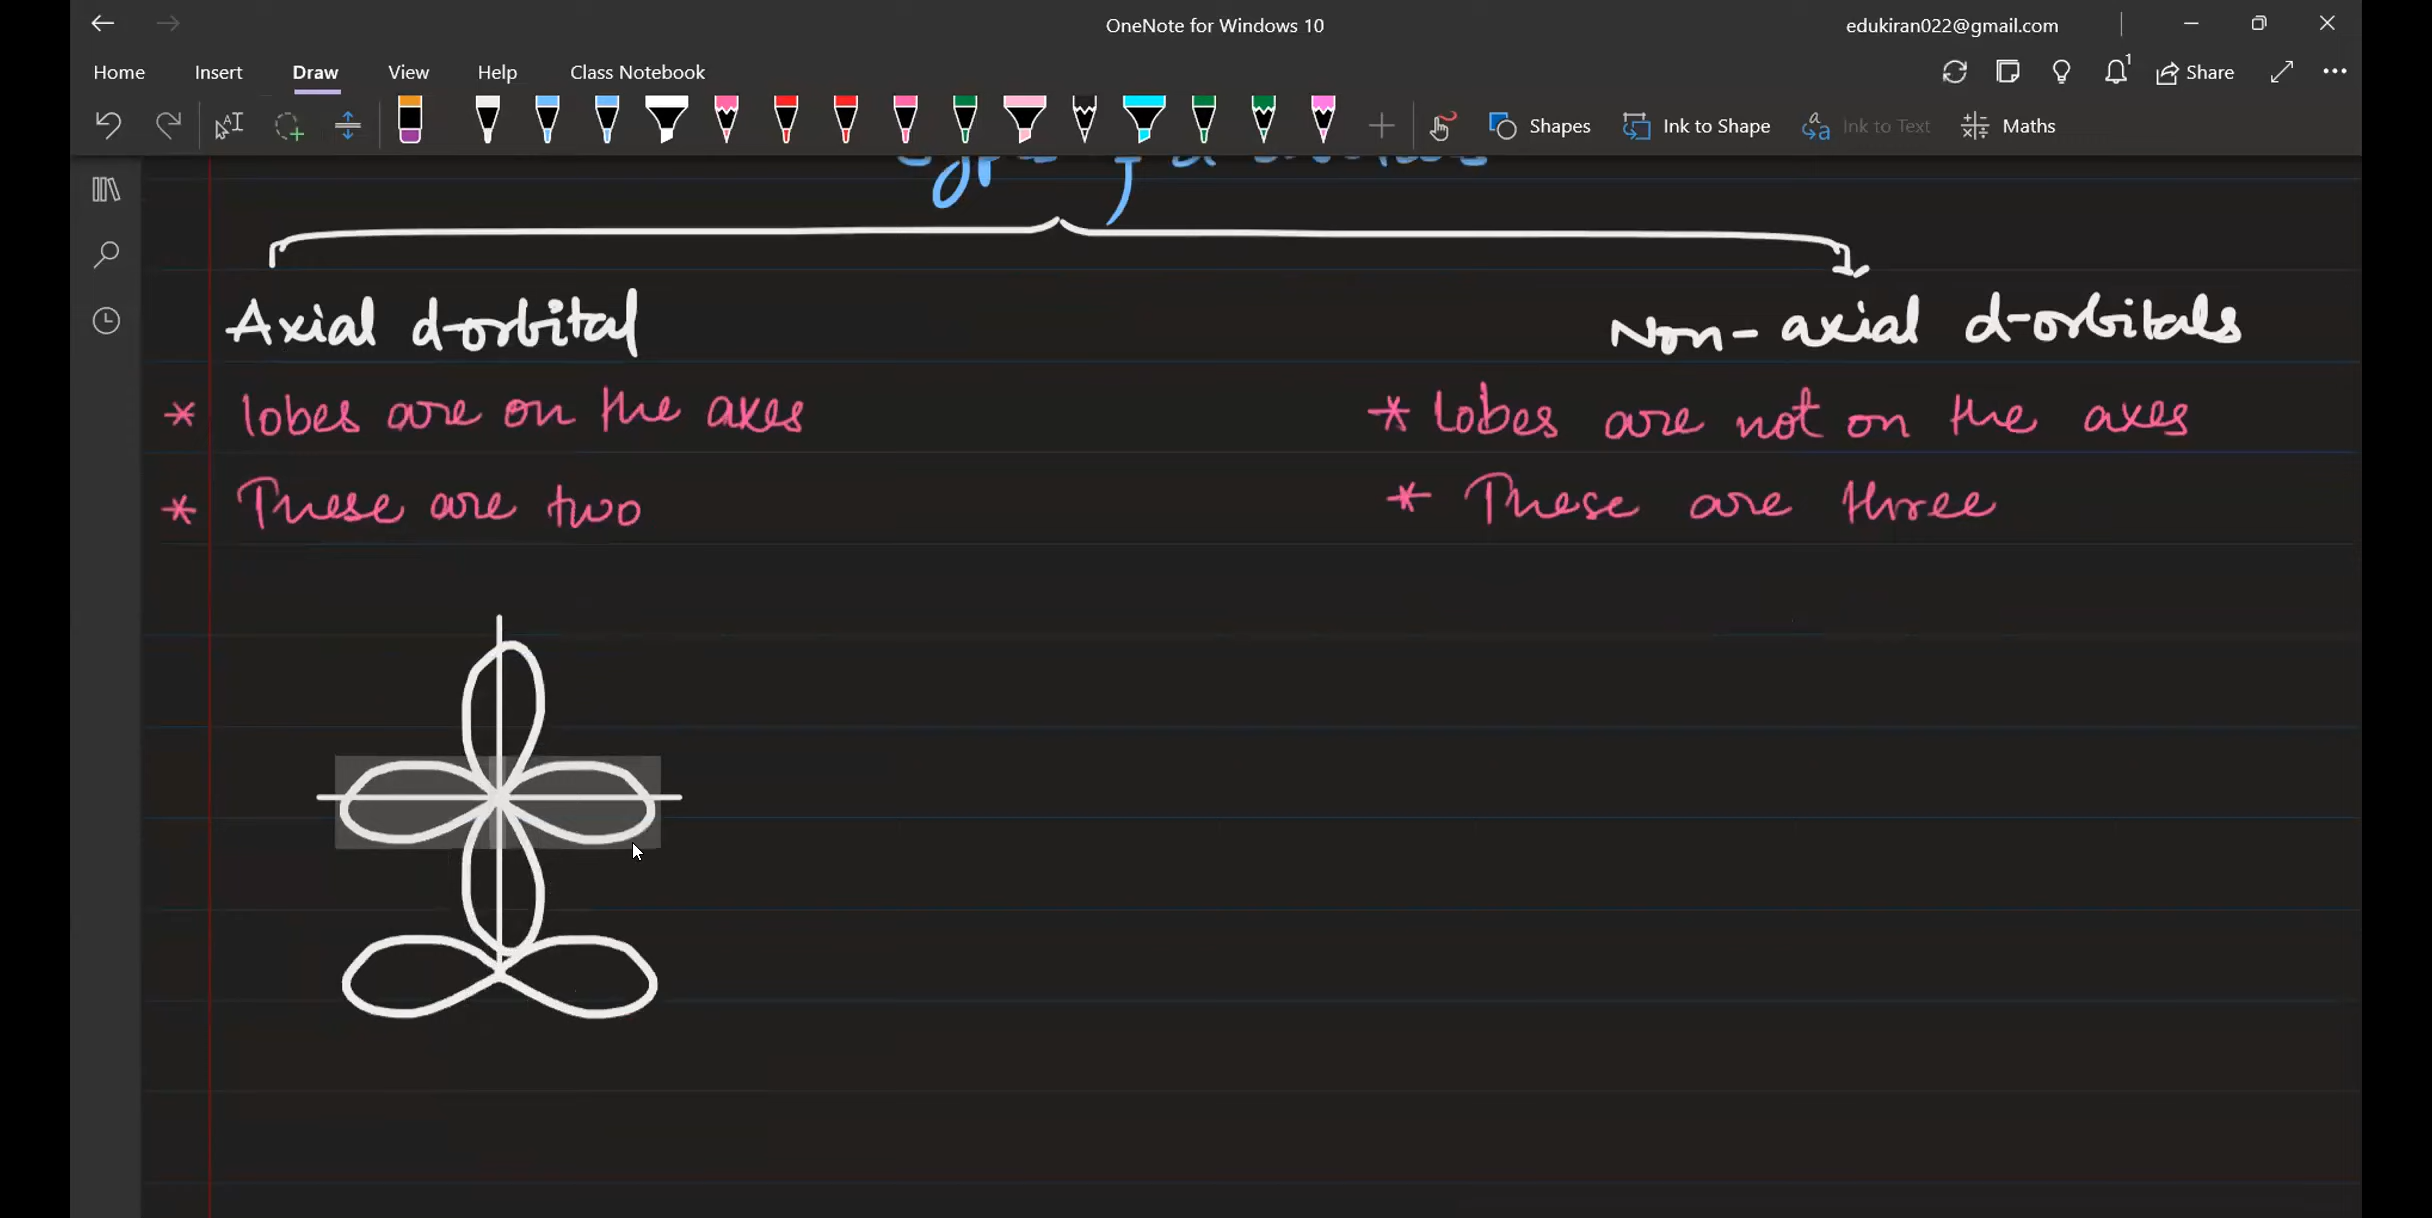 OneNote for Windows 10
edukiran022@gmail.com
Home Insert Draw View Help Class Notebook
1
Share
Shapes Ink to Shape Ink to Text Maths
Axial d-orbital
Non-axial d-orbitals
* lobes are on the axes
* lobes are not on the axes
* These are two
* These are three